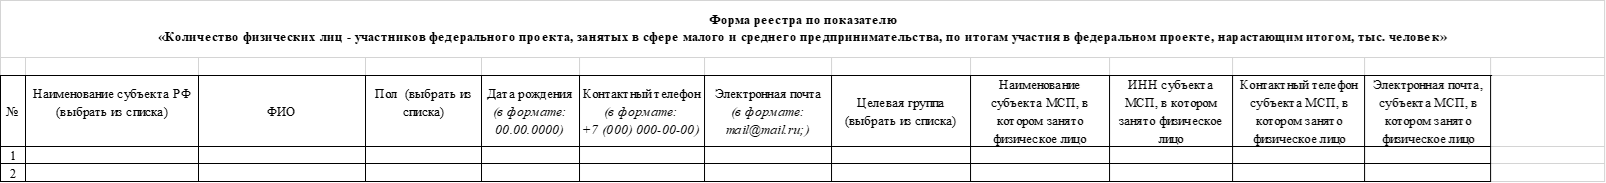 Форма реестра по показателю
«Количество физических лиц - участников федерального проекта, занятых в сфере малого и среднего предпринимательства, по итогам участия в федеральном проекте, нарастающим итогом, тыс. человек»
№
Наименование субъекта РФ
(выбрать из списка)
ФИО
Пол (выбрать из
списка)
Дата рождения
(в формате:
00.00.0000)
Контактный телефон
(в формате:
+7 (000) 000-00-00)
Электронная почта
(в формате:
mail@mail.ru;)
Целевая группа
(выбрать из списка)
Наименование
субъекта МСП, в
котором занято
физическое лицо
ИНН субъекта
МСП, в котором
занято физическое
лицо
Контактный телефон
субъекта МСП, в
котором занято
физическое лицо
Электронная почта,
субъекта МСП, в
котором занято
физическое лицо
1
2